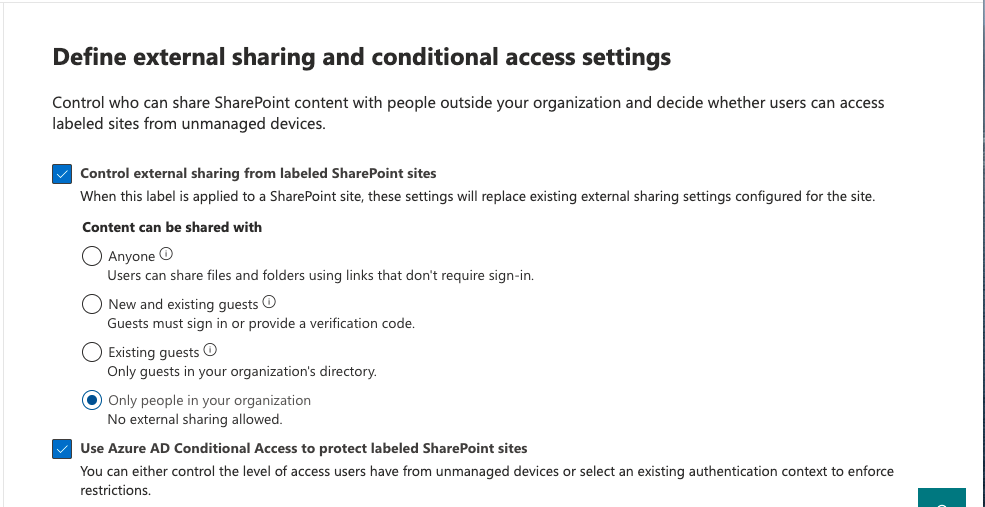 Define external sharing and conditional access settings
Control who can share SharePoint content with people outside your organization and decide whether users can access
labeled sites from unmanaged devices.
Control external sharing from labeled SharePoint sites
When this label is applied to a SharePoint site, these settings will replace existing external sharing settings configured for the site.
Content can be shared with
Anyone
Users can share files and folders using links that don't require sign-in.
New and existing guests
Guests must sign in or provide a verification code.
Existing guests
Only guests in your organization's directory.
Only people in your organization
No external sharing allowed.
Use Azure AD Conditional Access to protect labeled SharePoint sites
You can either control the level of access users have from unmanaged devices or select an existing authentication context to enforce
restrictions.